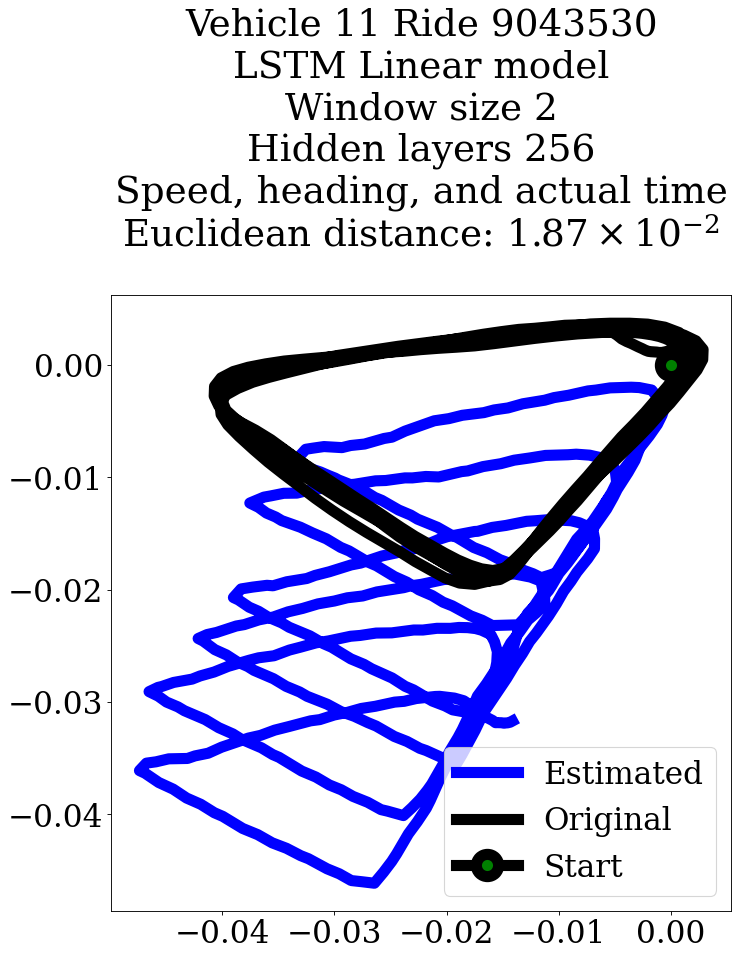 Vehicle 11 Ride 9043530
LSTM Linear model
Window size 2
Hidden layers 256
Speed, heading, and actual time
Euclidean distance: 1.87 × 10⁻²
0.00
−0.01
−0.02
−0.03
−0.04
Estimated
Original
Start
−0.04 −0.03 −0.02 −0.01 0.00